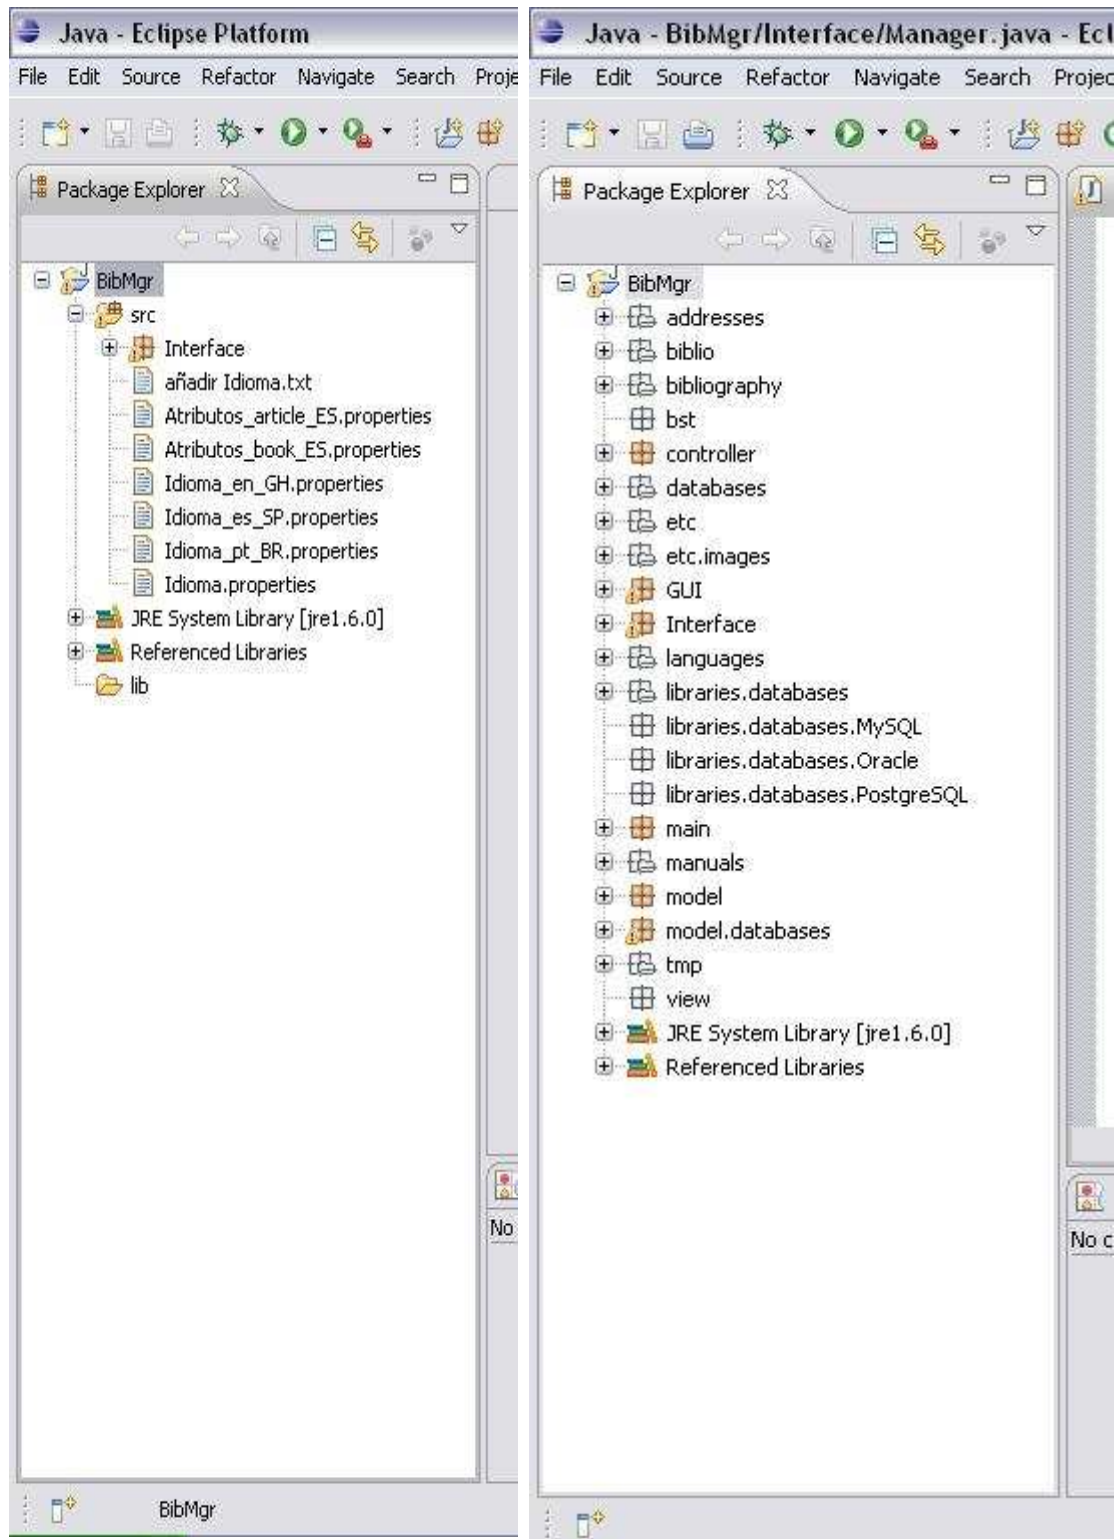 Java - Eclipse Platform
File Edit Source Refactor Navigate Search Proje
Package Explorer
BibMgr
src
Interface
añadir Idioma.txt
Atributos_article_ES.properties
Atributos_book_ES.properties
Idioma_en_GH.properties
Idioma_es_SP.properties
Idioma_pt_BR.properties
Idioma.properties
JRE System Library [jre1.6.0]
Referenced Libraries
lib
No
BibMgr
Java - BibMgr/Interface/Manager.java - Ecl
File Edit Source Refactor Navigate Search Projec
Package Explorer
BibMgr
addresses
biblio
bibliography
bst
controller
databases
etc
etc.images
GUI
Interface
languages
libraries.databases
libraries.databases.MySQL
libraries.databases.Oracle
libraries.databases.PostgreSQL
main
manuals
model
model.databases
tmp
view
JRE System Library [jre1.6.0]
Referenced Libraries
No c